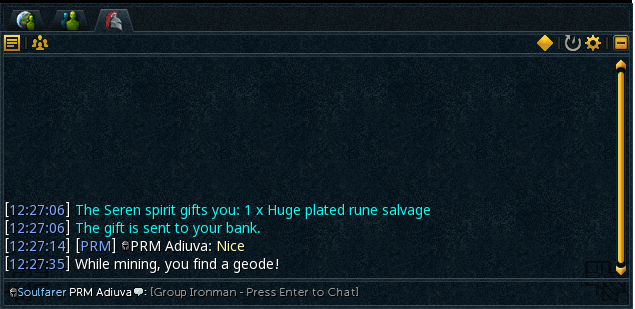 [12:27:06] The Seren spirit gifts you: 1 x Huge plated rune salvage
[12:27:06] The gift is sent to your bank.
[12:27:14] [PRM] PRM Adiuva: Nice
[12:27:35] While mining, you find a geode!
Soulfarer PRM Adiuva: [Group Ironman - Press Enter to Chat]